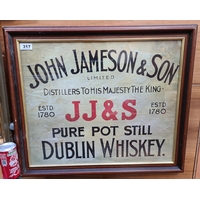 317
JOHN JAMESON & SON
LIMITED
DISTILLERS TO HIS MAJESTY THE KING
ESTD 1780
JJ&S
ESTD 1780
PURE POT STILL
DUBLIN WHISKEY.